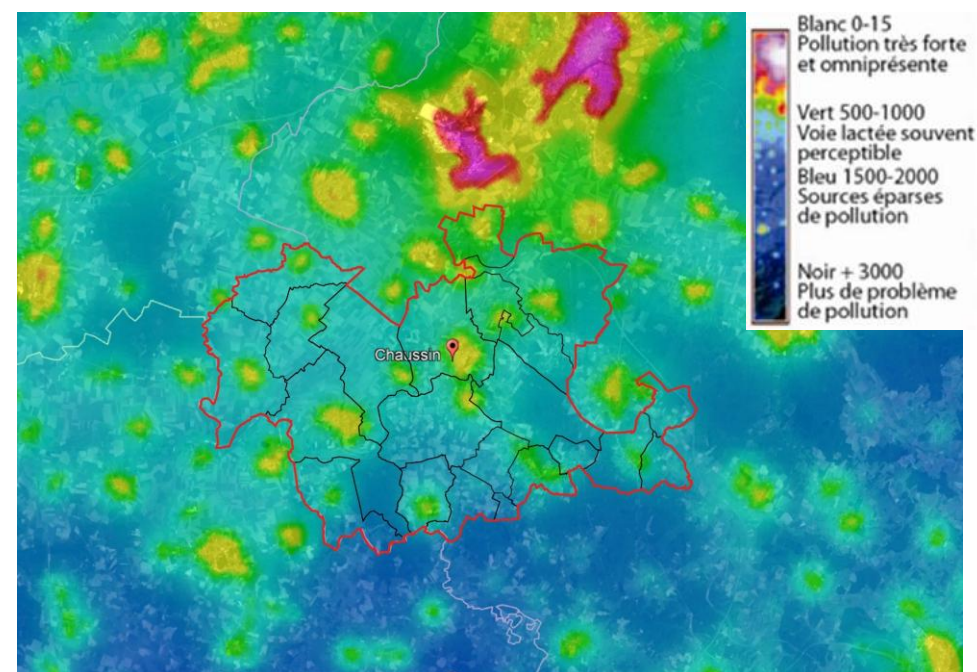 Blanc 0-15
Pollution très forte
et omniprésente
Vert 500-1000
Voie lactée souvent
perceptible
Bleu 1500-2000
Sources éparses
de pollution
Noir + 3000
Plus de problème
de pollution
Chaussin